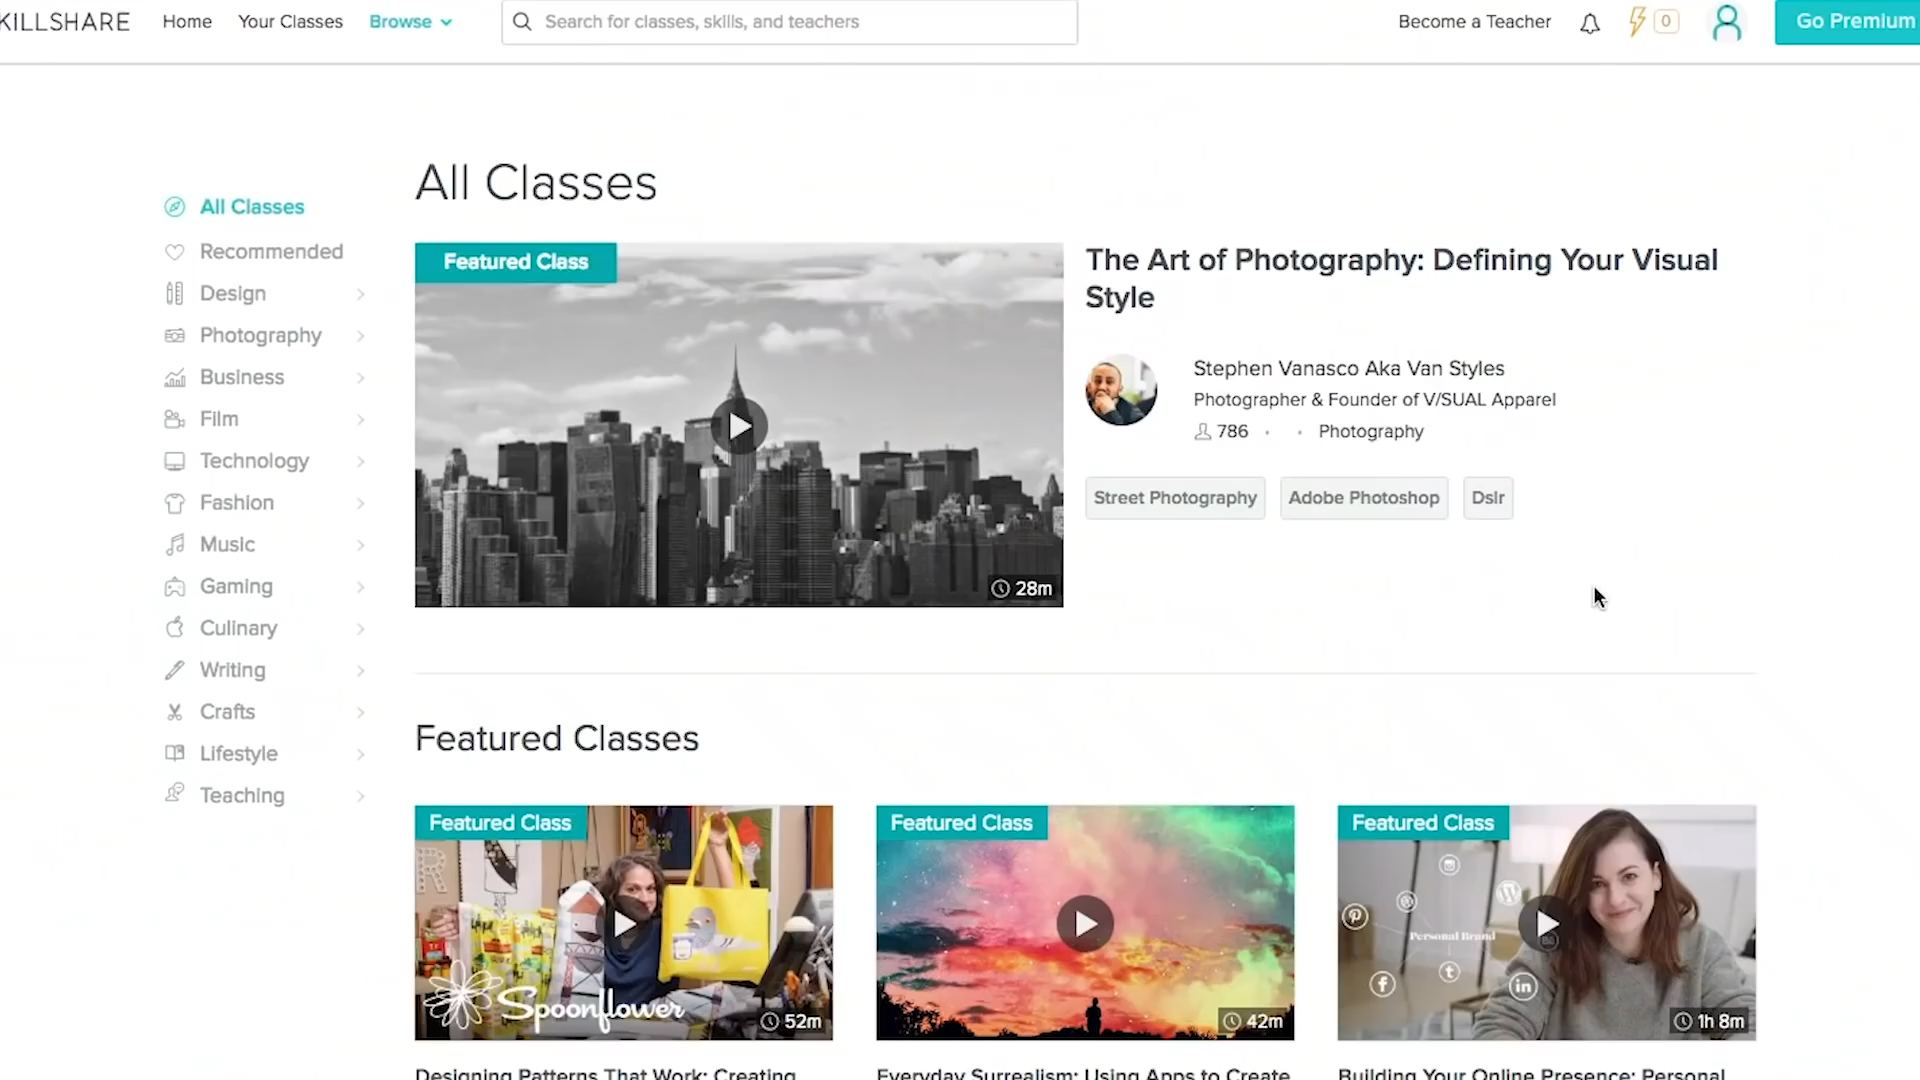 KILLSHARE
Home
Your Classes
Browse
Search for classes, skills, and teachers
Become a Teacher
0
Go Premium
All Classes
Recommended
Design
Photography
Business
Film
Technology
Fashion
Music
Gaming
Culinary
Writing
Crafts
Lifestyle
Teaching
All Classes
Featured Class
28m
The Art of Photography: Defining Your Visual
Style
Stephen Vanasco Aka Van Styles
Photographer & Founder of V/SUAL Apparel
786 · · Photography
Street Photography
Adobe Photoshop
Dslr
Featured Classes
Featured Class
Spoonflower
52m
Designing Patterns That Work: Creating
Featured Class
42m
Everyday Surrealism: Using Apps to Create
Featured Class
Personal Brand
1h 8m
Building Your Online Presence: Personal